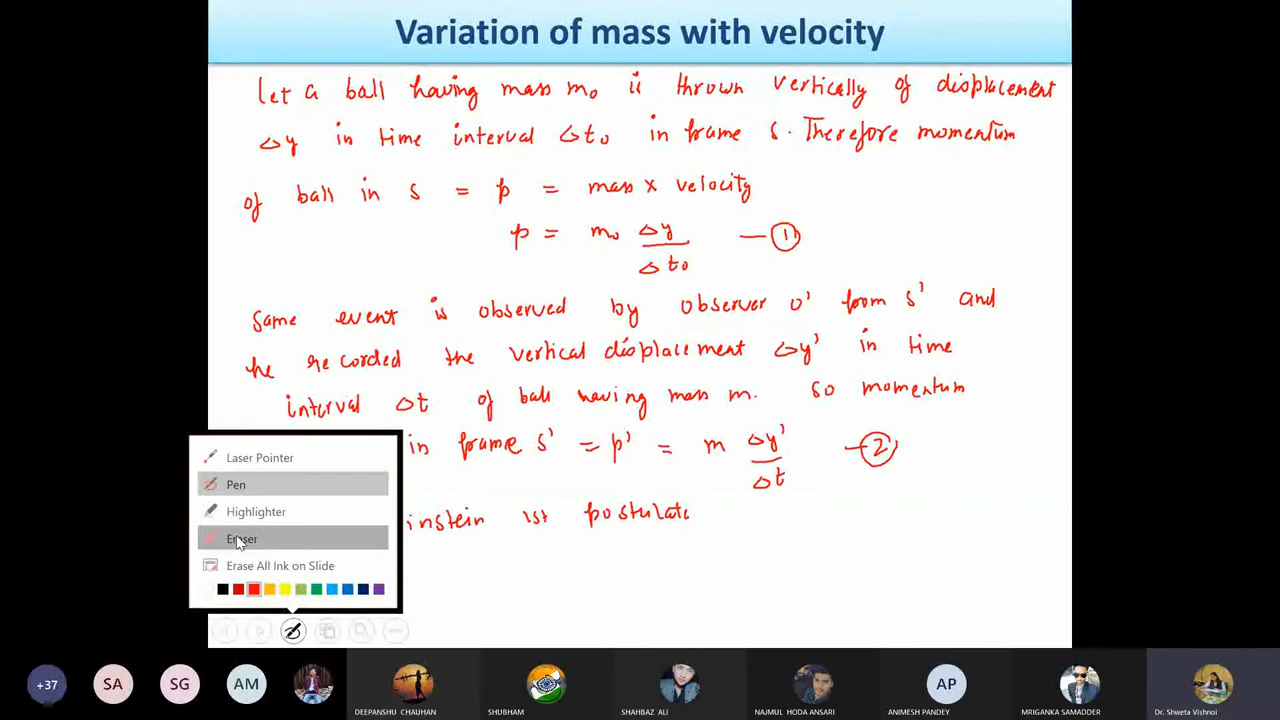 Variation of mass with velocity
Let a ball having mass m₀ is thrown vertically of displacement
Δy in time interval Δt₀ in frame s. Therefore momentum
of ball in s = p = mass x velocity
p = m₀ Δy/Δt₀ — ①
Same event is observed by observer o' from s' and
he recorded the vertical displacement Δy' in time
interval Δt of ball having mass m. so momentum
in frame s' = p' = m Δy'/Δt — ②
instein ist postulate
Laser Pointer
Pen
Highlighter
Eraser
Erase All Ink on Slide
+37
SA
SG
AM
DEEPANSHU CHAUHAN
SHUBHAM
SHAHBAZ ALI
NAJMUL HODA ANSARI
AP
ANIMESH PANDEY
MRIGANKA SAMADDER
Dr. Shweta Vishnoi